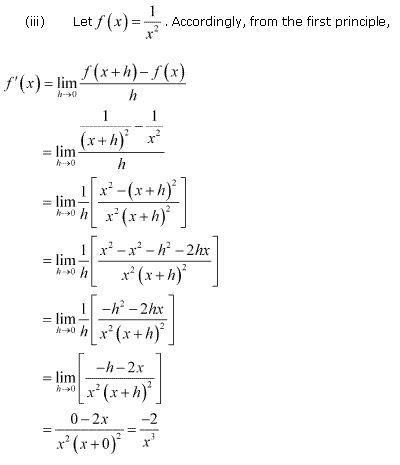 (iii) Let f(x) = 1/x². Accordingly, from the first principle,
f'(x) = lim_{h→0} (f(x+h) − f(x))/h
= lim_{h→0} (1/(x+h)² − 1/x²)/h
= lim_{h→0} 1/h [(x² − (x+h)²)/(x²(x+h)²)]
= lim_{h→0} 1/h [(x² − x² − h² − 2hx)/(x²(x+h)²)]
= lim_{h→0} 1/h [(−h² − 2hx)/(x²(x+h)²)]
= lim_{h→0} [(−h − 2x)/(x²(x+h)²)]
= (0 − 2x)/(x²(x+0)²) = −2/x³